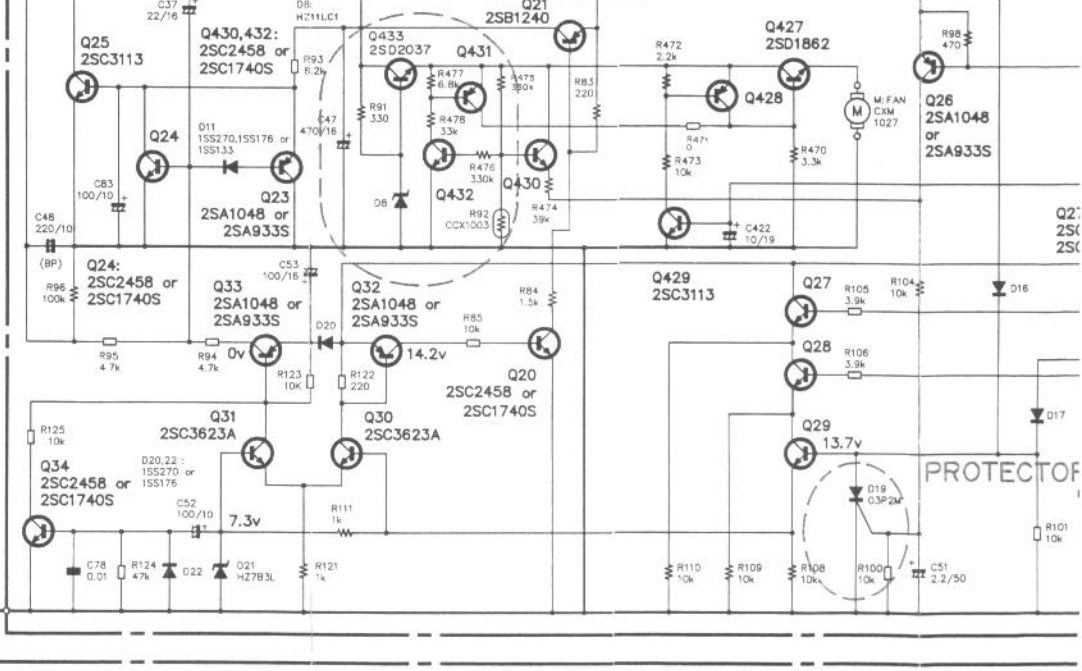 C37
22/16
D8:
HZ11LC1
Q21
2SB1240
Q25
2SC3113
Q430,432:
2SC2458 or
2SC1740S
Q433
2SD2037
Q431
R472
2.2k
Q427
2SD1862
R98
470
R93
8.2k
R477
6.8k
R475
330k
R83
220
Q428
M: FAN
CXM
1027
M
Q26
2SA1048
or
2SA933S
R91
330
C47
470/16
R478
33k
R471
0
Q24
D11
1SS270,1SS176 or
1SS133
R476
330k
R473
10k
R470
3.3k
Q23
2SA1048 or
2SA933S
C83
100/10
D6
Q432
Q430
R474
39k
R92
CCX1003
C48
220/10
(BP)
C422
10/19
Q24:
2SC2458 or
2SC1740S
C53
100/16
R96
100k
Q33
2SA1048 or
2SA933S
Q32
2SA1048 or
2SA933S
R84
1.5k
Q429
2SC3113
Q27
R105
3.9k
R104
10k
D16
D20
R85
10k
R95
4.7k
R94
4.7k
0v
14.2v
R123
10K
R122
220
Q20
2SC2458 or
2SC1740S
Q28
R106
3.9k
D17
Q31
2SC3623A
Q30
2SC3623A
Q29
13.7v
R125
10k
Q34
2SC2458 or
2SC1740S
D20,22 :
1SS270 or
1SS176
PROTECTOR
D19
03P2M
C52
100/10
7.3v
R111
1k
R101
10k
C78
0.01
R124
47k
D22
D21
HZ7B3L
R121
1k
R110
10k
R109
10k
R108
10k
R100
10k
C51
2.2/50